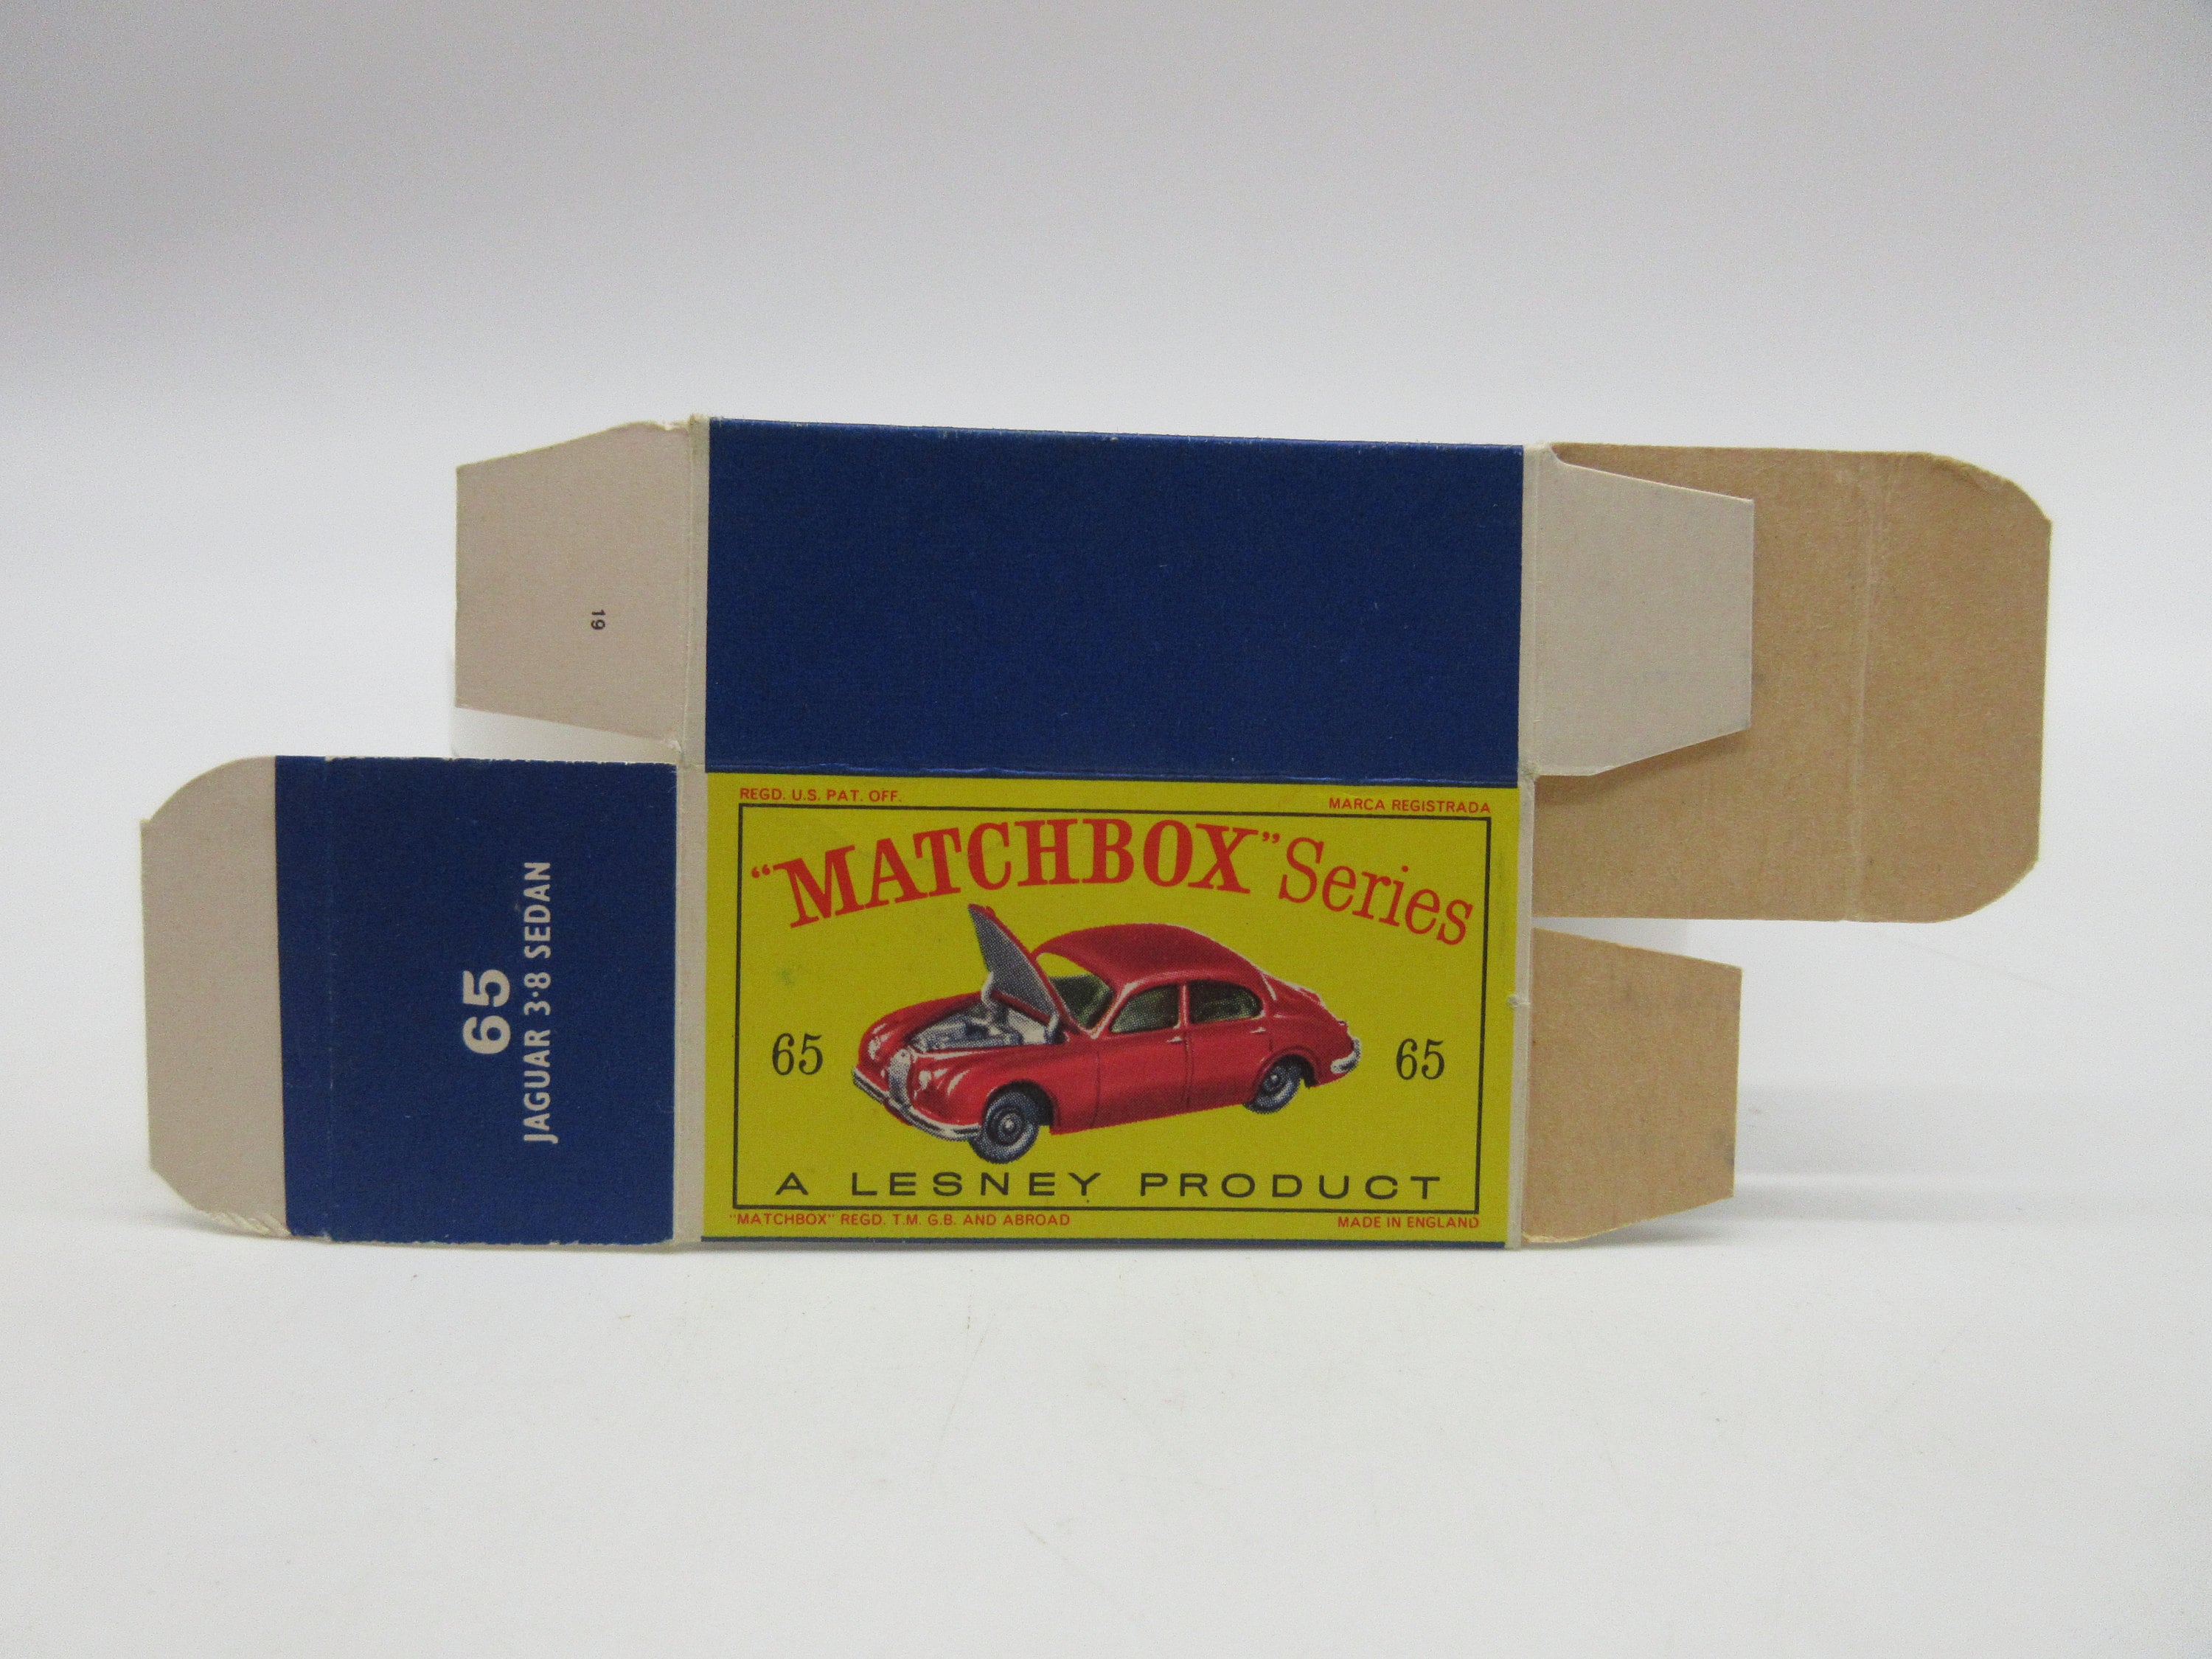 19
65
JAGUAR 3·8 SEDAN
REGD. U.S. PAT. OFF. MARCA REGISTRADA
"MATCHBOX" Series
65 65
A LESNEY PRODUCT
"MATCHBOX" REGD. T.M. G.B. AND ABROAD MADE IN ENGLAND